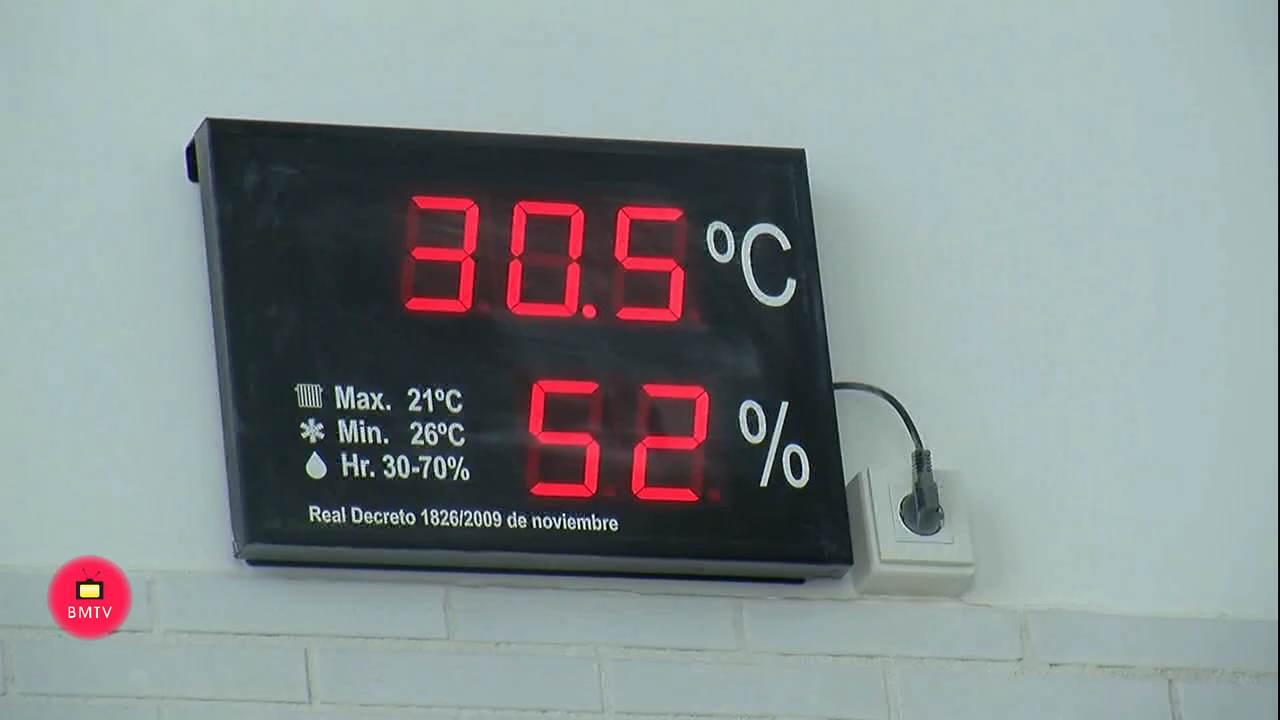 30.5 ºC
Max. 21ºC
Min. 26ºC
Hr. 30-70%
52 %
Real Decreto 1826/2009 de noviembre
BMTV